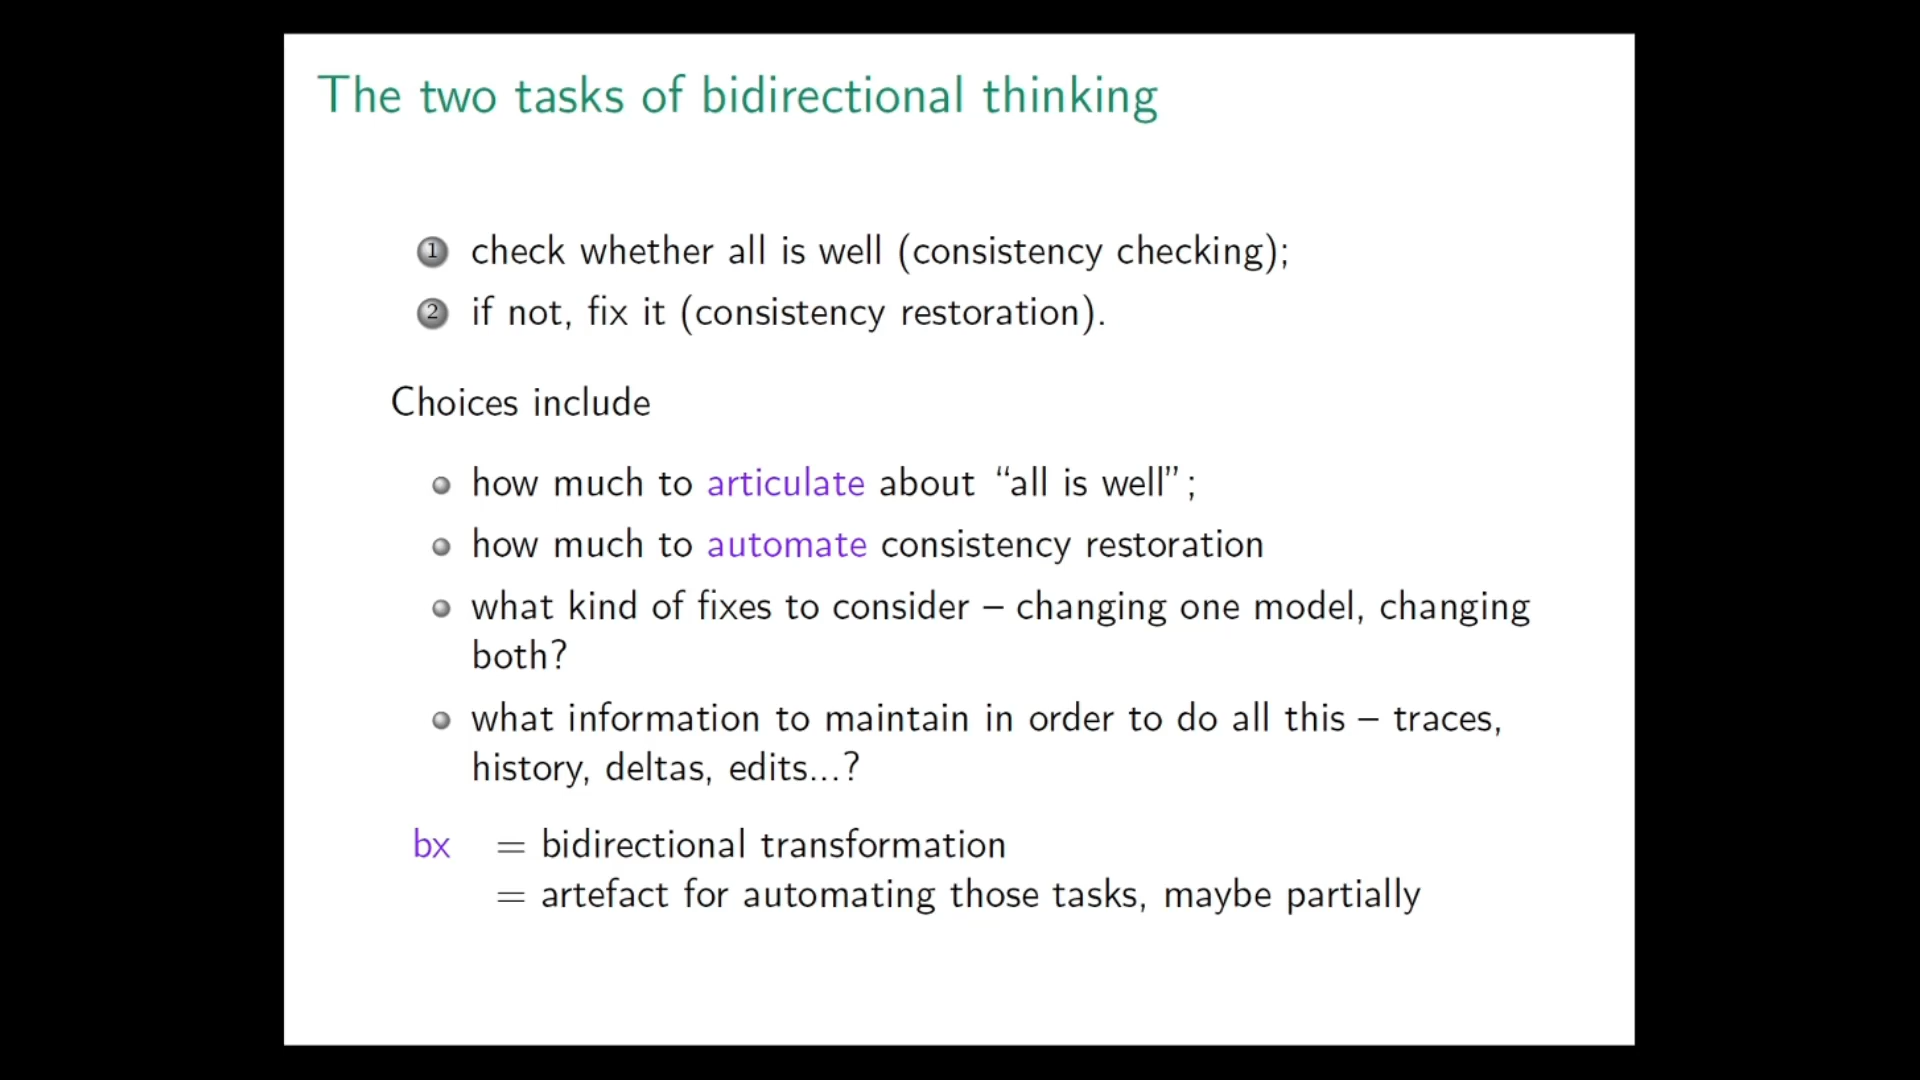 The two tasks of bidirectional thinking
1 check whether all is well (consistency checking);
2 if not, fix it (consistency restoration).
Choices include
how much to articulate about “all is well”;
how much to automate consistency restoration
what kind of fixes to consider – changing one model, changing
both?
what information to maintain in order to do all this – traces,
history, deltas, edits...?
bx = bidirectional transformation
= artefact for automating those tasks, maybe partially